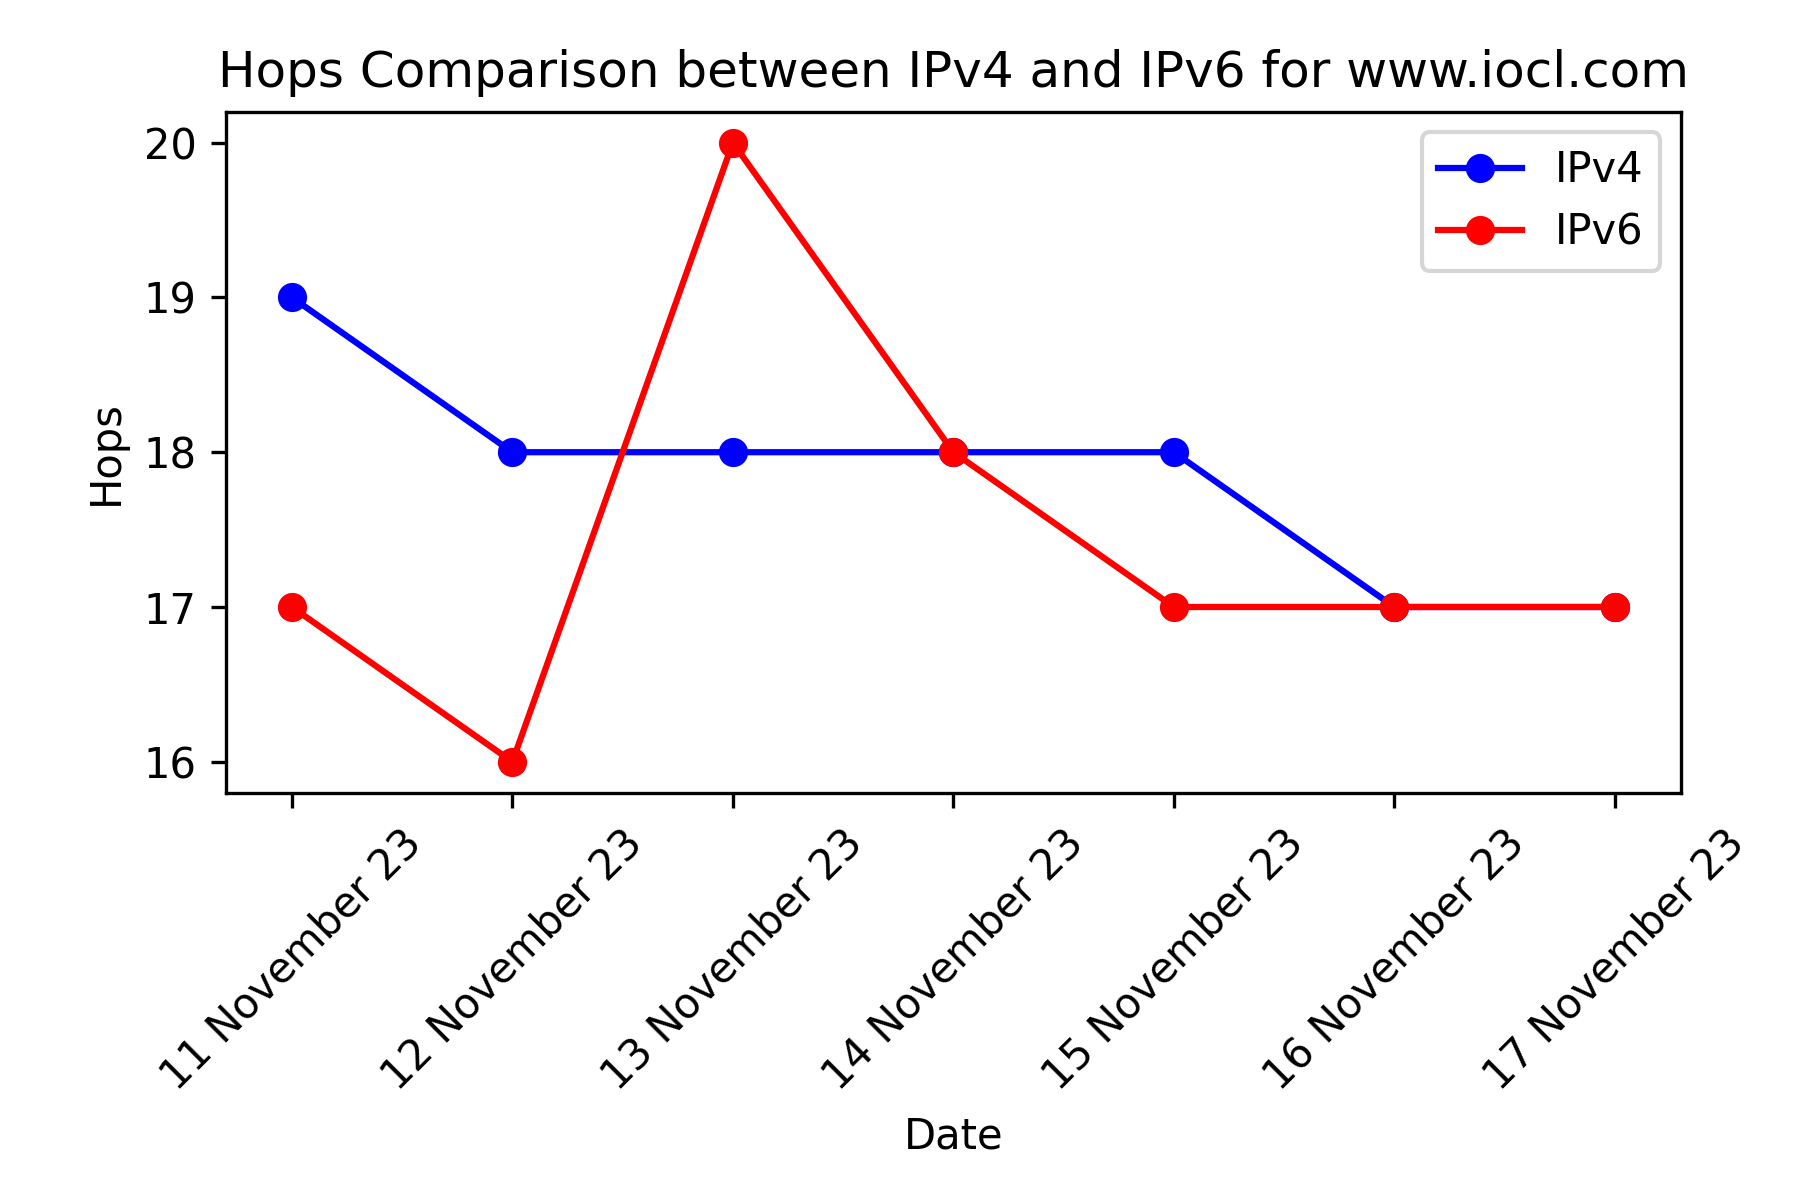 Hops Comparison between IPv4 and IPv6 for www.iocl.com
20
19
18
17
16
Hops
IPv4
IPv6
11 November 23
12 November 23
13 November 23
14 November 23
15 November 23
16 November 23
17 November 23
Date